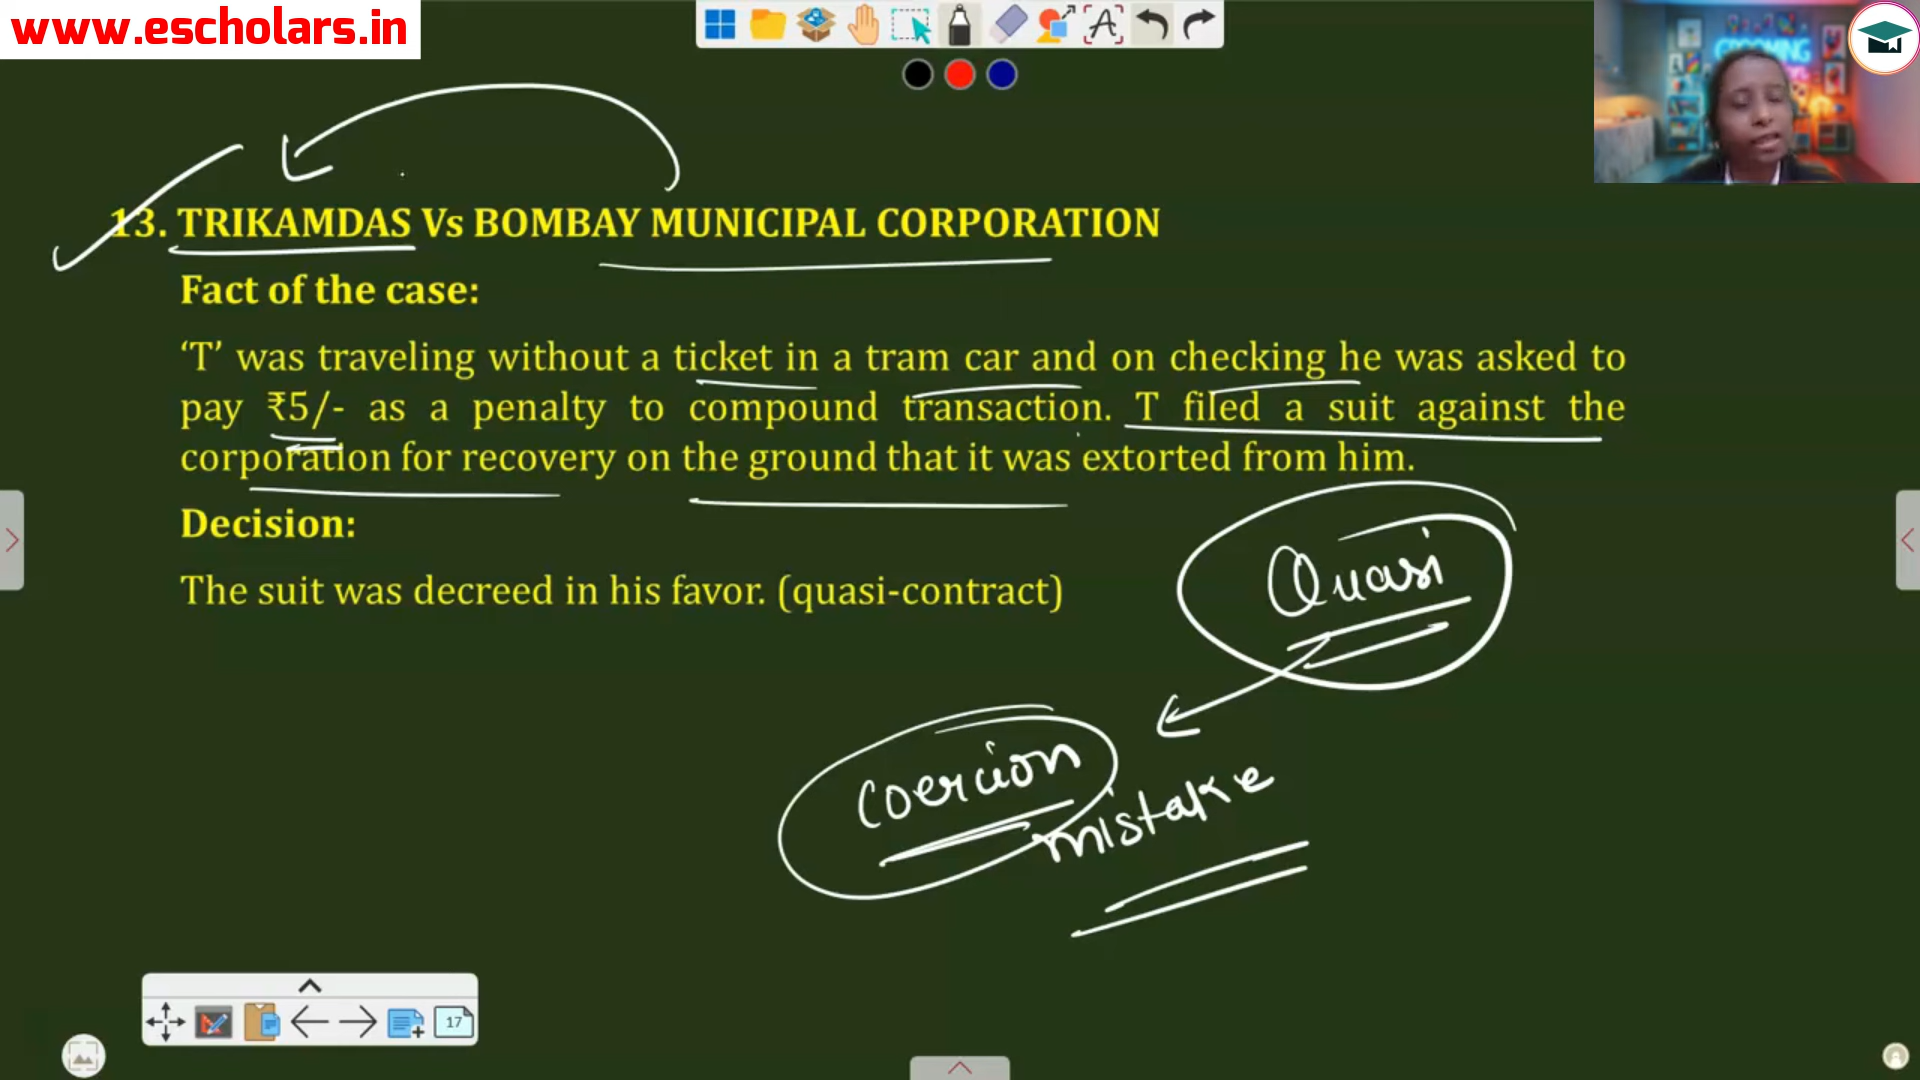 www.escholars.in
13. TRIKAMDAS Vs BOMBAY MUNICIPAL CORPORATION
Fact of the case:
‘T’ was traveling without a ticket in a tram car and on checking he was asked to
pay ₹5/- as a penalty to compound transaction. T filed a suit against the
corporation for recovery on the ground that it was extorted from him.
Decision:
The suit was decreed in his favor. (quasi-contract)
Quasi
Coercion
mistake
17